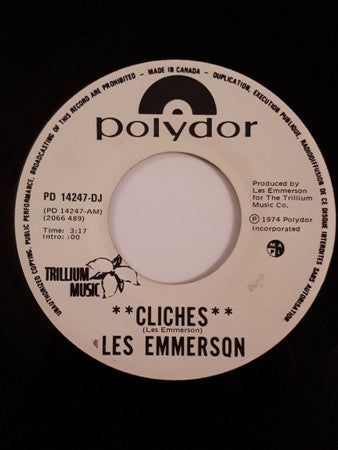 UNAUTHORIZED COPYING, PUBLIC PERFORMANCE, BROADCASTING OF THIS RECORD ARE PROHIBITED - MADE IN CANADA - DUPLICATION, EXECUTION PUBLIQUE, RADIODIFFUSION DE CE DISQUE INTERDITES SANS AUTORISATION
polydor
PD 14247-DJ
(PD 14247-AM)
(2066 489)
Time: 3:17
Intro: :00
Produced by
Les Emmerson
for The Trillium
Music Co.
Ⓟ 1974 Polydor
Incorporated
TRILLIUM
MUSIC
**CLICHES**
(Les Emmerson)
LES EMMERSON